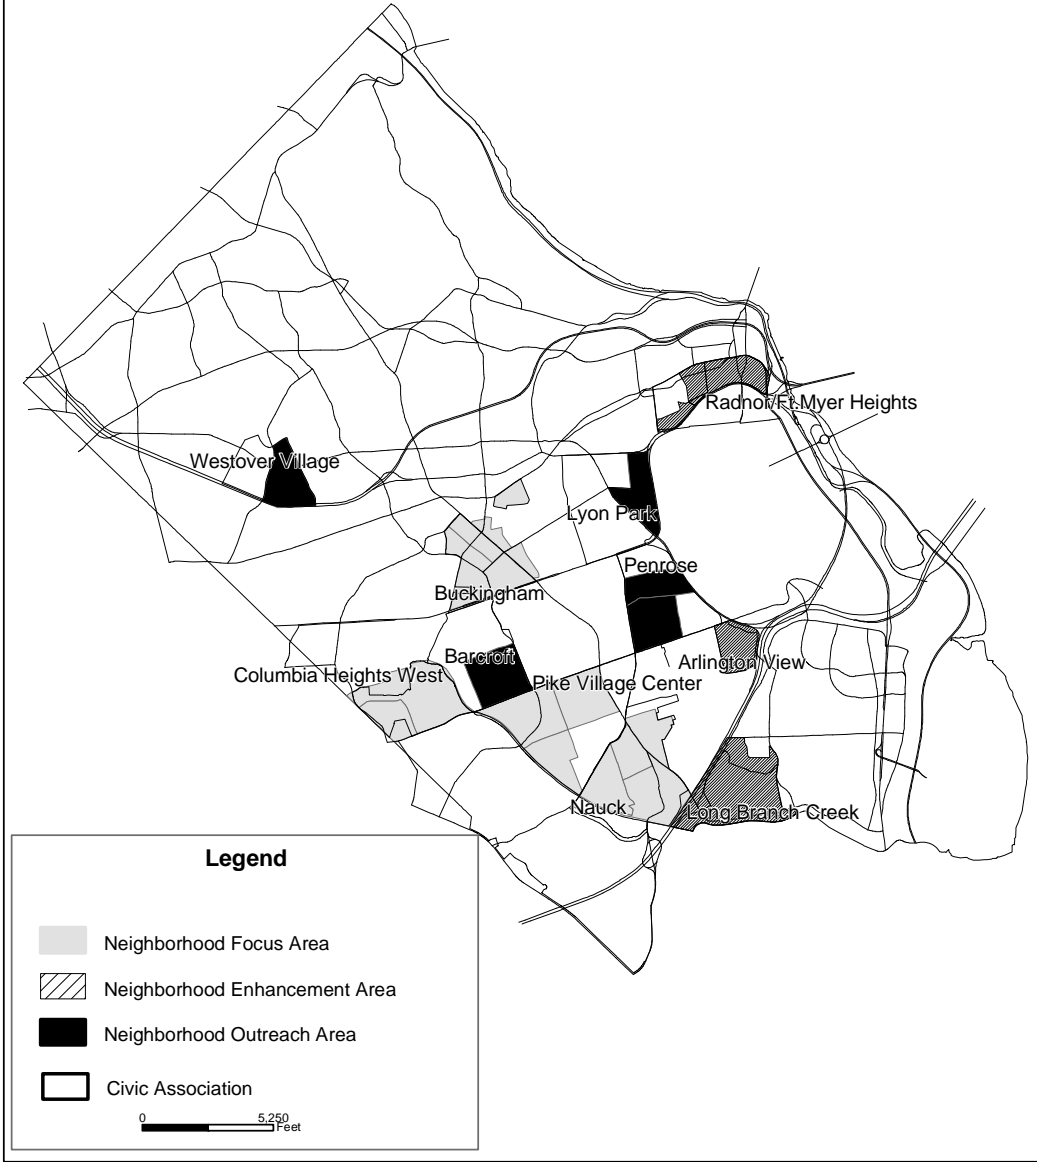 Radnor/Ft.Myer Heights
Westover Village
Lyon Park
Penrose
Buckingham
Barcroft
Arlington View
Columbia Heights West
Pike Village Center
Nauck
Long Branch Creek
Legend
Neighborhood Focus Area
Neighborhood Enhancement Area
Neighborhood Outreach Area
Civic Association
0 5,250
Feet